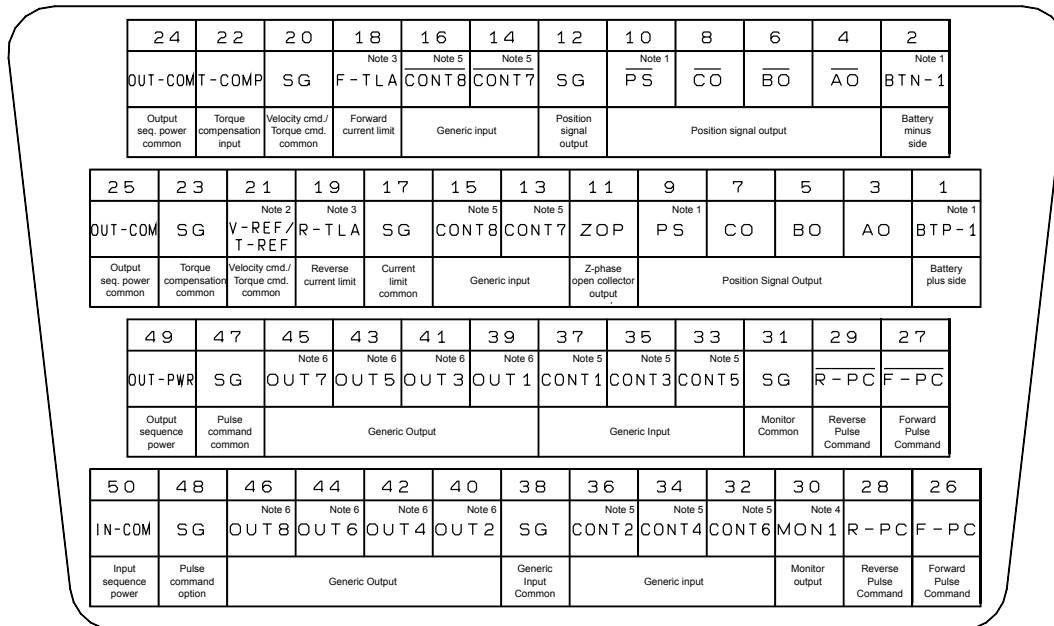 24 22 20 18 16 14 12 10 8 6 4 2
Note 3 Note 5 Note 5 Note 1 Note 1
OUT-COM T-COMP SG F-TLA CONT8 CONT7 SG PS CO BO AO BTN-1
Output seq. power common
Torque compensation input
Velocity cmd./ Torque cmd. common
Forward current limit
Generic input
Position signal output
Position signal output
Battery minus side
25 23 21 19 17 15 13 11 9 7 5 3 1
Note 2 Note 3 Note 5 Note 5 Note 1 Note 1
OUT-COM SG V-REF/ T-REF R-TLA SG CONT8 CONT7 ZOP PS CO BO AO BTP-1
Output seq. power common
Torque compensation common
Velocity cmd./ Torque cmd. common
Reverse current limit
Current limit common
Generic input
Z-phase open collector output
Position Signal Output
Battery plus side
49 47 45 43 41 39 37 35 33 31 29 27
Note 6 Note 6 Note 6 Note 6 Note 5 Note 5 Note 5
OUT-PWR SG OUT7 OUT5 OUT3 OUT1 CONT1 CONT3 CONT5 SG R-PC F-PC
Output sequence power
Pulse command common
Generic Output
Generic Input
Monitor Common
Reverse Pulse Command
Forward Pulse Command
50 48 46 44 42 40 38 36 34 32 30 28 26
Note 6 Note 6 Note 6 Note 6 Note 5 Note 5 Note 5 Note 4
IN-COM SG OUT8 OUT6 OUT4 OUT2 SG CONT2 CONT4 CONT6 MON1 R-PC F-PC
Input sequence power
Pulse command option
Generic Output
Generic Input Common
Generic input
Monitor output
Reverse Pulse Command
Forward Pulse Command